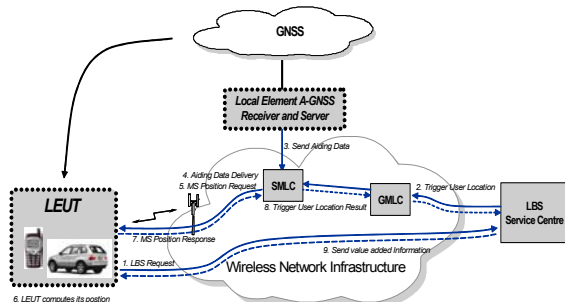 GNSS
Local Element A-GNSS
Receiver and Server
3. Send Aiding Data
4. Aiding Data Delivery
5. MS Position Request
SMLC
2. Trigger User Location
GMLC
8. Trigger User Location Result
LBS
Service Centre
LEUT
7. MS Position Response
9. Send value added Information
1. LBS Request
Wireless Network Infrastructure
6. LEUT computes its postion